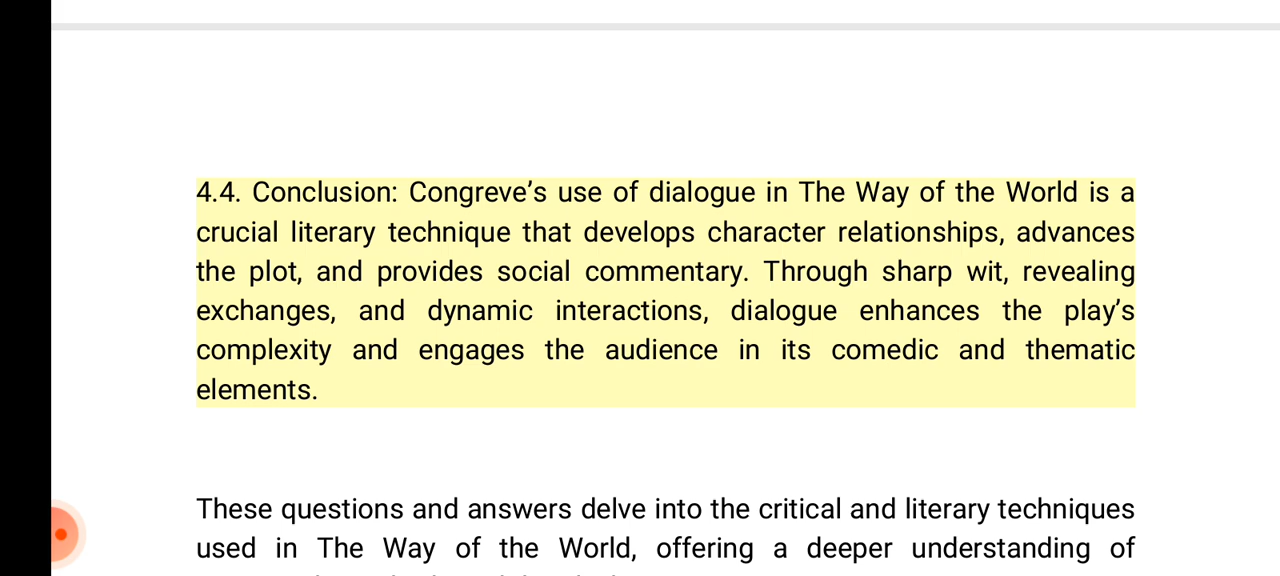 4.4. Conclusion: Congreve’s use of dialogue in The Way of the World is a
crucial literary technique that develops character relationships, advances
the plot, and provides social commentary. Through sharp wit, revealing
exchanges, and dynamic interactions, dialogue enhances the play’s
complexity and engages the audience in its comedic and thematic
elements.
These questions and answers delve into the critical and literary techniques
used in The Way of the World, offering a deeper understanding of